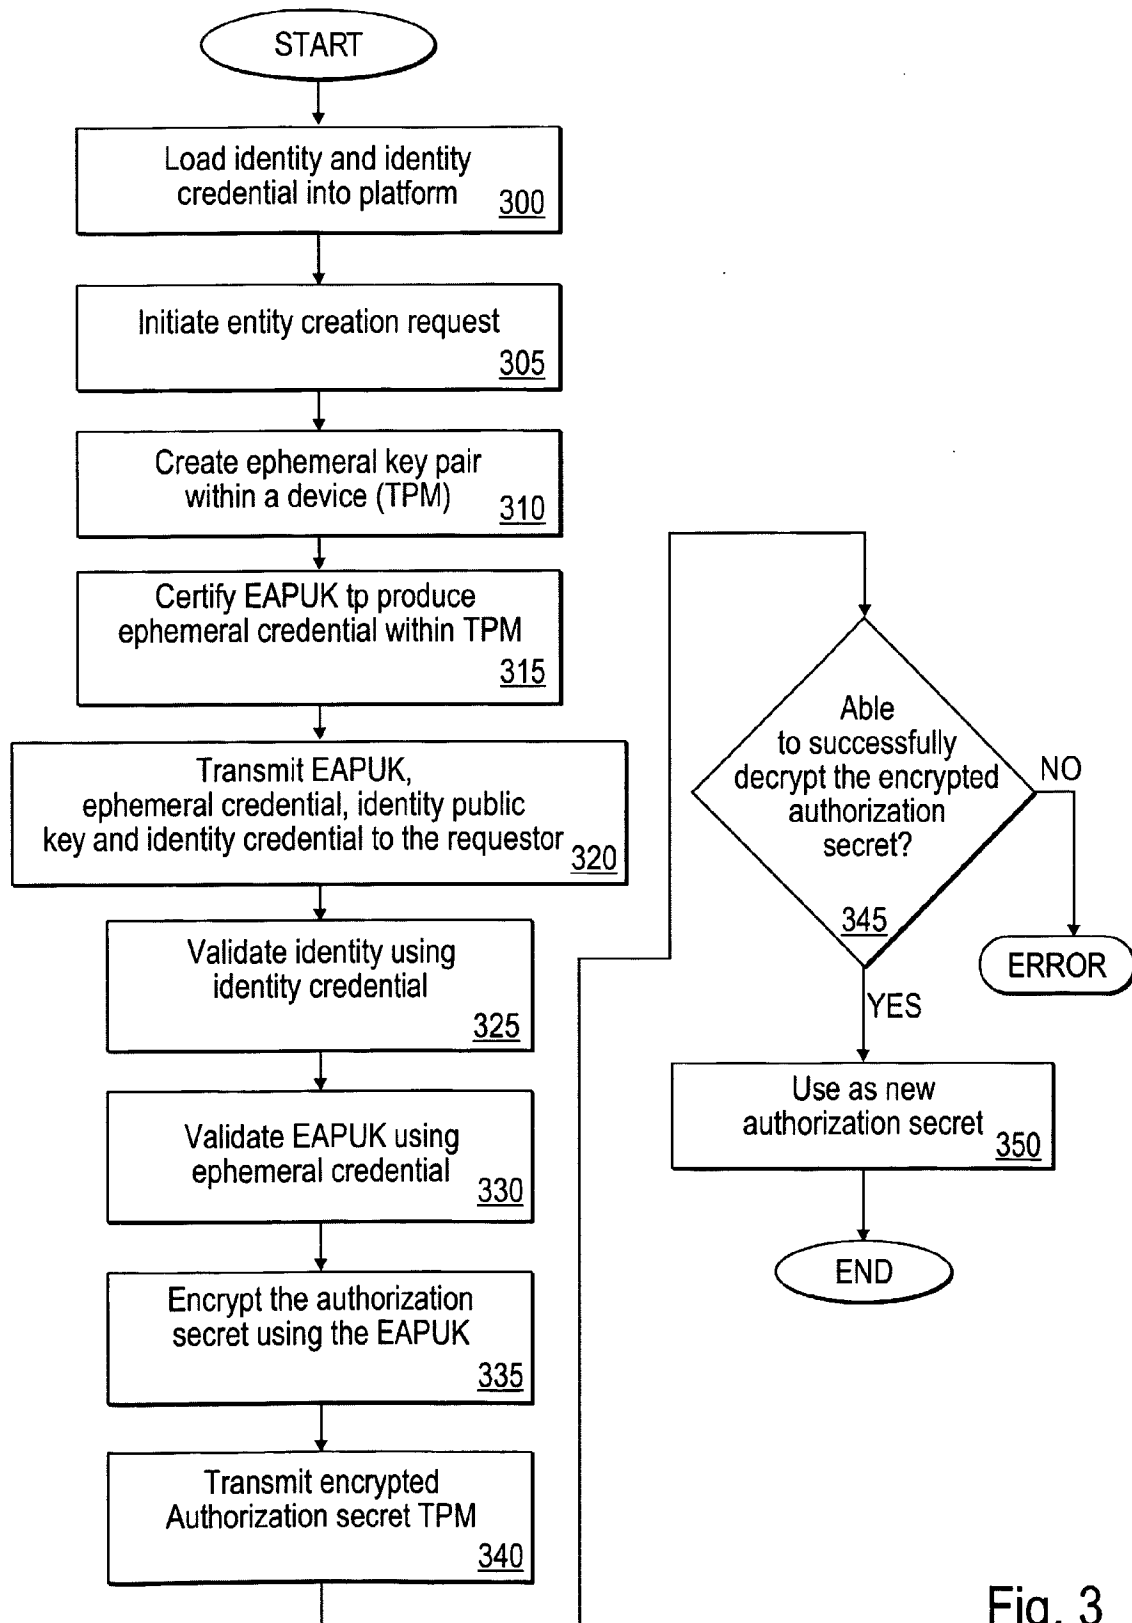 START
Load identity and identity
credential into platform
300
Initiate entity creation request
305
Create ephemeral key pair
within a device (TPM)
310
Certify EAPUK tp produce
ephemeral credential within TPM
315
Transmit EAPUK,
ephemeral credential, identity public
key and identity credential to the requestor
320
Validate identity using
identity credential
325
Validate EAPUK using
ephemeral credential
330
Encrypt the authorization
secret using the EAPUK
335
Transmit encrypted
Authorization secret TPM
340
Able
to successfully
decrypt the encrypted
authorization
secret?
345
NO
ERROR
YES
Use as new
authorization secret
350
END
Fig. 3